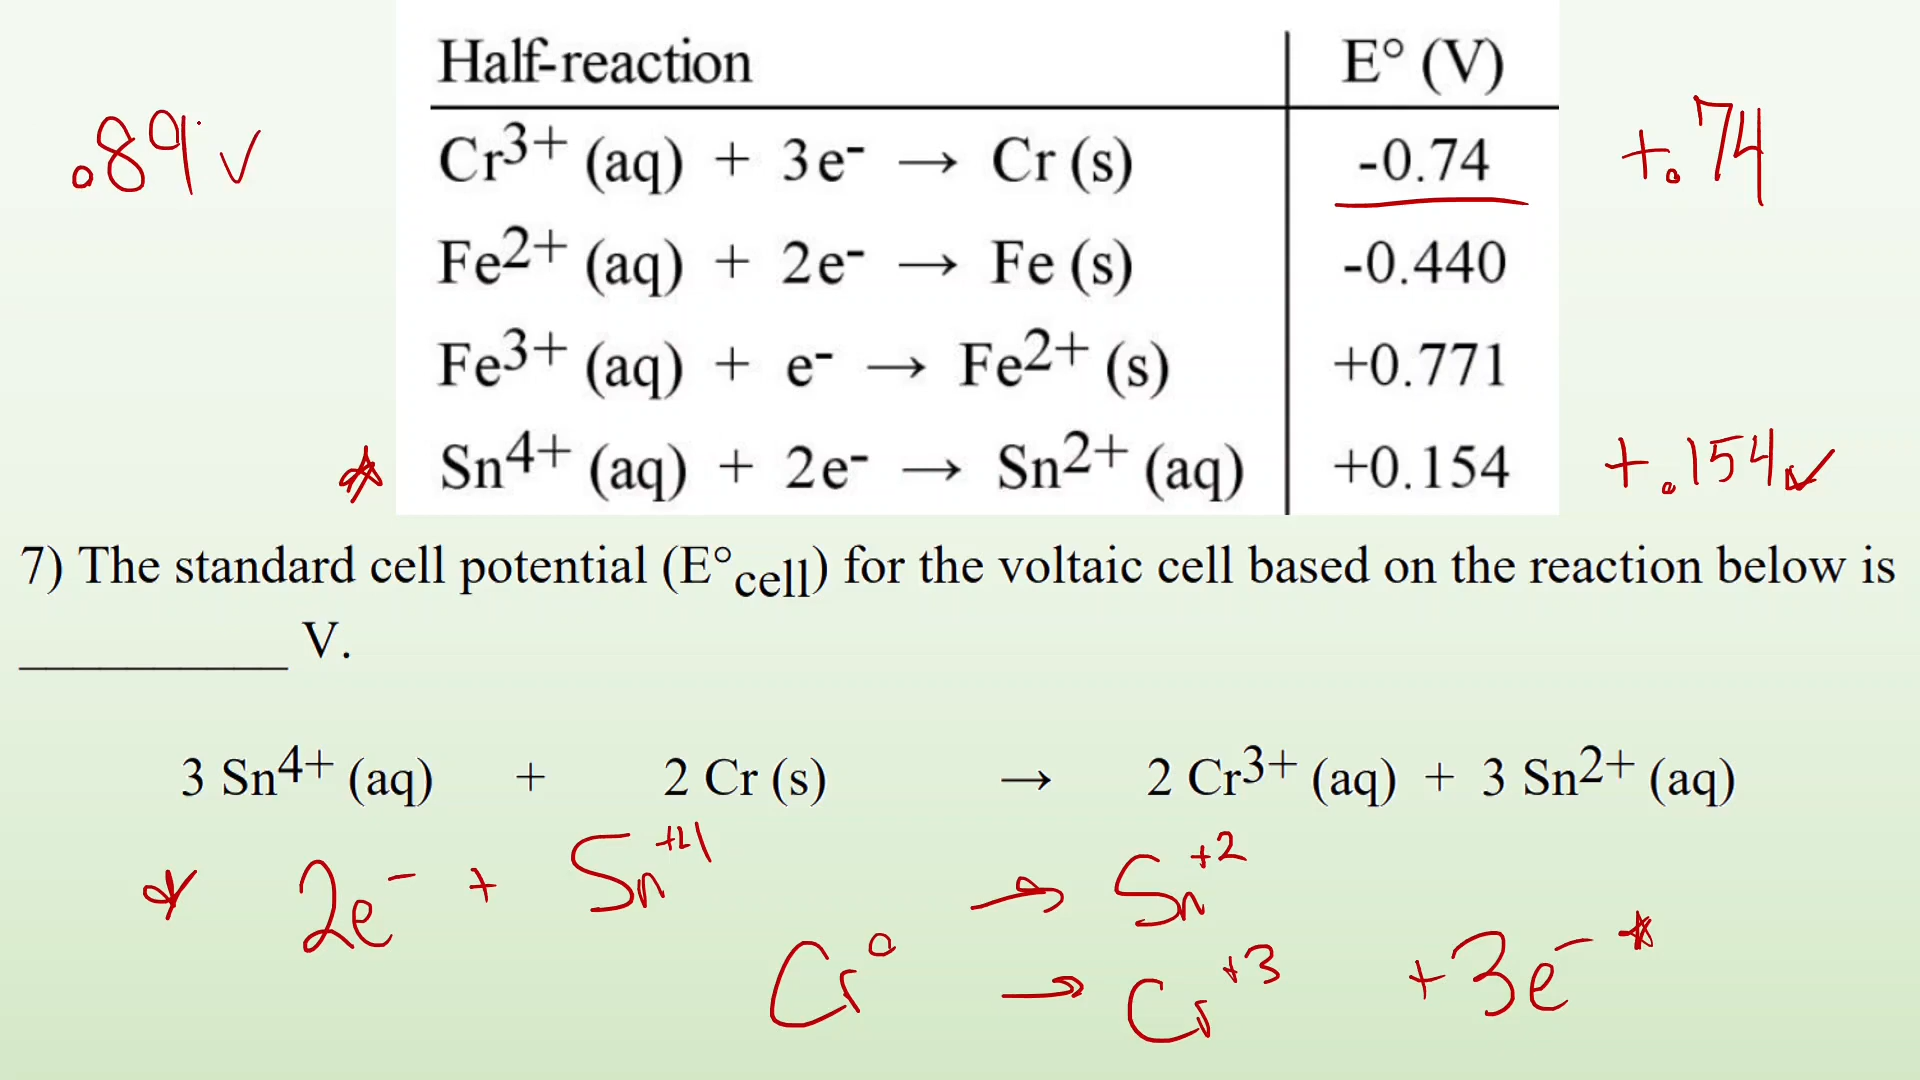 Half-reaction E° (V)
.89 v Cr3+ (aq) + 3e- → Cr (s) -0.74 +.74
Fe2+ (aq) + 2e- → Fe (s) -0.440
Fe3+ (aq) + e- → Fe2+ (s) +0.771
Sn4+ (aq) + 2e- → Sn2+ (aq) +0.154 +.154
7) The standard cell potential (E°cell) for the voltaic cell based on the reaction below is
__________ V.
3 Sn4+ (aq) + 2 Cr (s) → 2 Cr3+ (aq) + 3 Sn2+ (aq)
2e- + Sn+4 → Sn+2
Cr0 → Cr+3 + 3e-